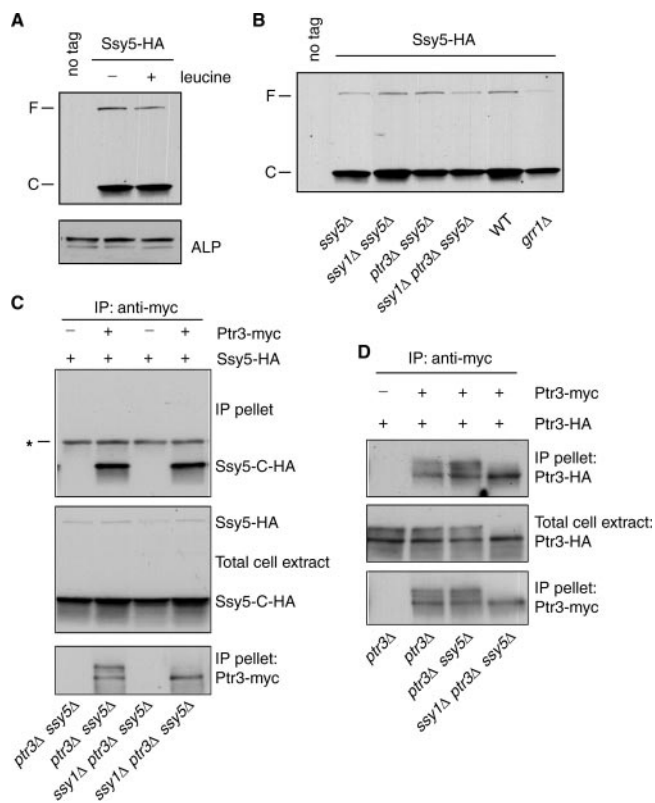 A
no tag
Ssy5-HA
– +
leucine
F
C
ALP
B
no tag
Ssy5-HA
F
C
ssy5Δ
ssy1Δ ssy5Δ
ptr3Δ ssy5Δ
ssy1Δ ptr3Δ ssy5Δ
WT
grr1Δ
C
IP: anti-myc
– + – + Ptr3-myc
+ + + + Ssy5-HA
IP pellet
*
Ssy5-C-HA
Ssy5-HA
Total cell extract
Ssy5-C-HA
IP pellet:
Ptr3-myc
ptr3Δ ssy5Δ
ptr3Δ ssy5Δ
ssy1Δ ptr3Δ ssy5Δ
ssy1Δ ptr3Δ ssy5Δ
D
IP: anti-myc
– + + + Ptr3-myc
+ + + + Ptr3-HA
IP pellet:
Ptr3-HA
Total cell extract:
Ptr3-HA
IP pellet:
Ptr3-myc
ptr3Δ
ptr3Δ
ptr3Δ ssy5Δ
ssy1Δ ptr3Δ ssy5Δ